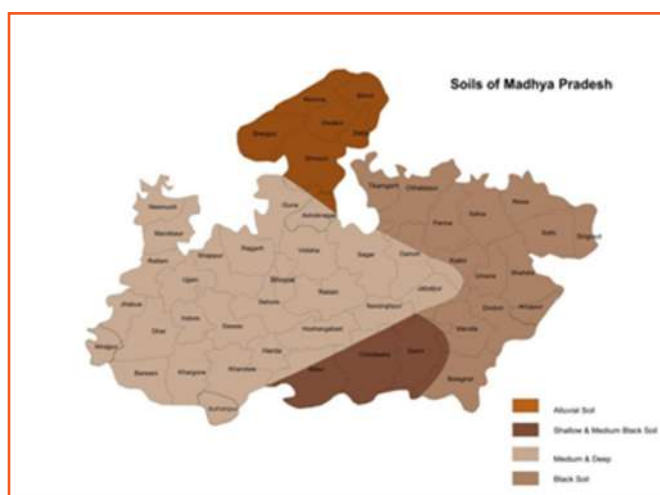 Soils of Madhya Pradesh
Bhind
Morena
Gwalior
Datia
Sheopur
Shivpuri
Tikamgarh
Chhatarpur
Rewa
Satna
Panna
Sidhi
Singroli
Guna
Ashoknagar
Neemuch
Mandsaur
Ratlam
Shajapur
Rajgarh
Vidisha
Sagar
Damoh
Katni
Umaria
Shahdol
Anuppur
Dindori
Jabalpur
Ujjain
Bhopal
Raisen
Sehore
Narsinghpur
Mandla
Jhabua
Dhar
Indore
Dewas
Hoshangabad
Harda
Betul
Chhindwara
Seoni
Balaghat
Alirajpur
Barwani
Khargone
Khandwa
Burhanpur
Alluvial Soil
Shallow & Medium Black Soil
Medium & Deep
Black Soil